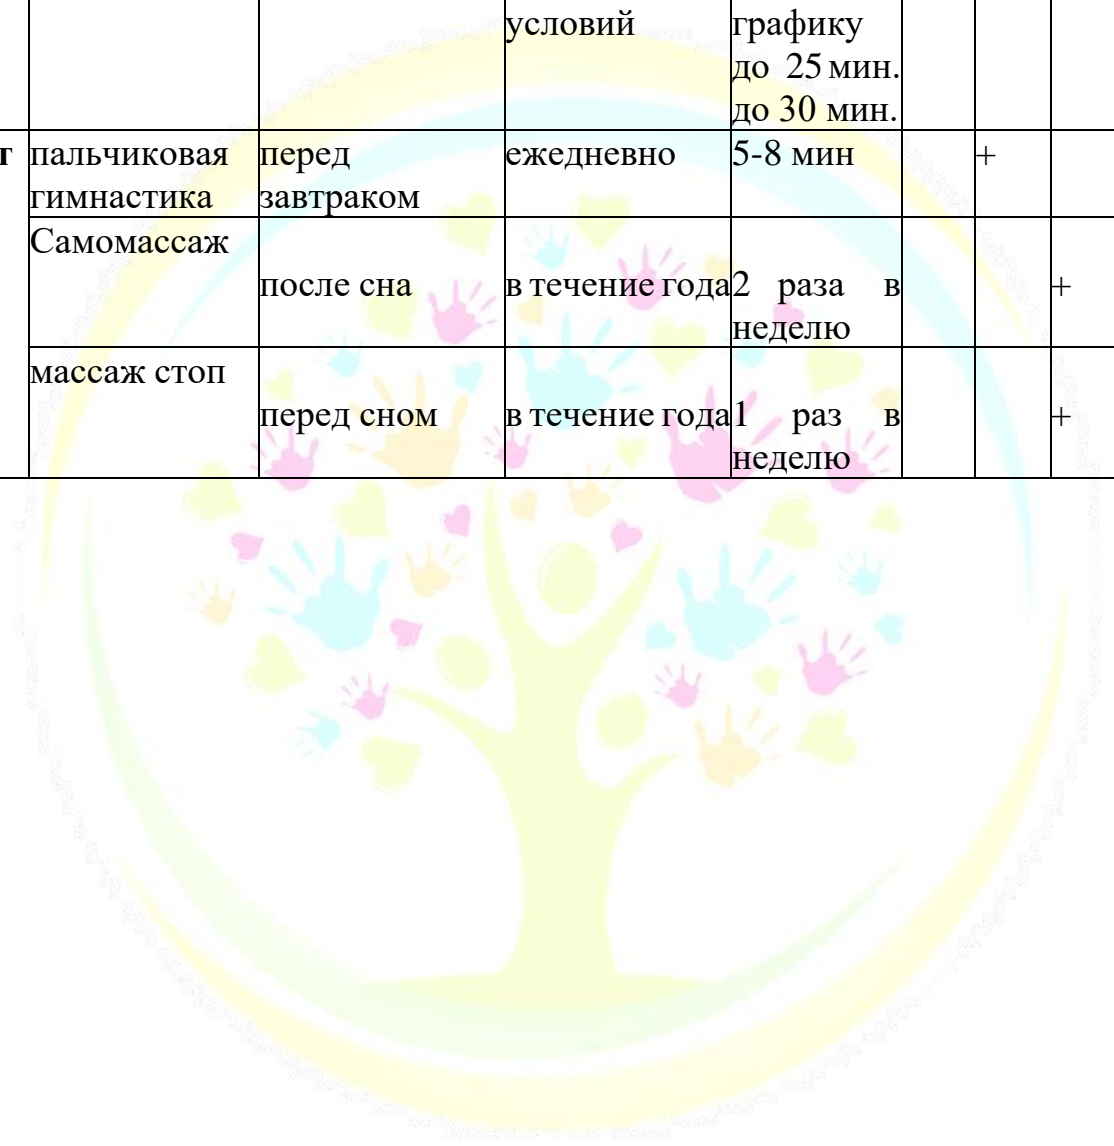 условий графику
до 25 мин.
до 30 мин.
т пальчиковая перед ежедневно 5-8 мин +
гимнастика завтраком
Самомассаж
после сна в течение года 2 раза в +
неделю
массаж стоп
перед сном в течение года 1 раз в +
неделю